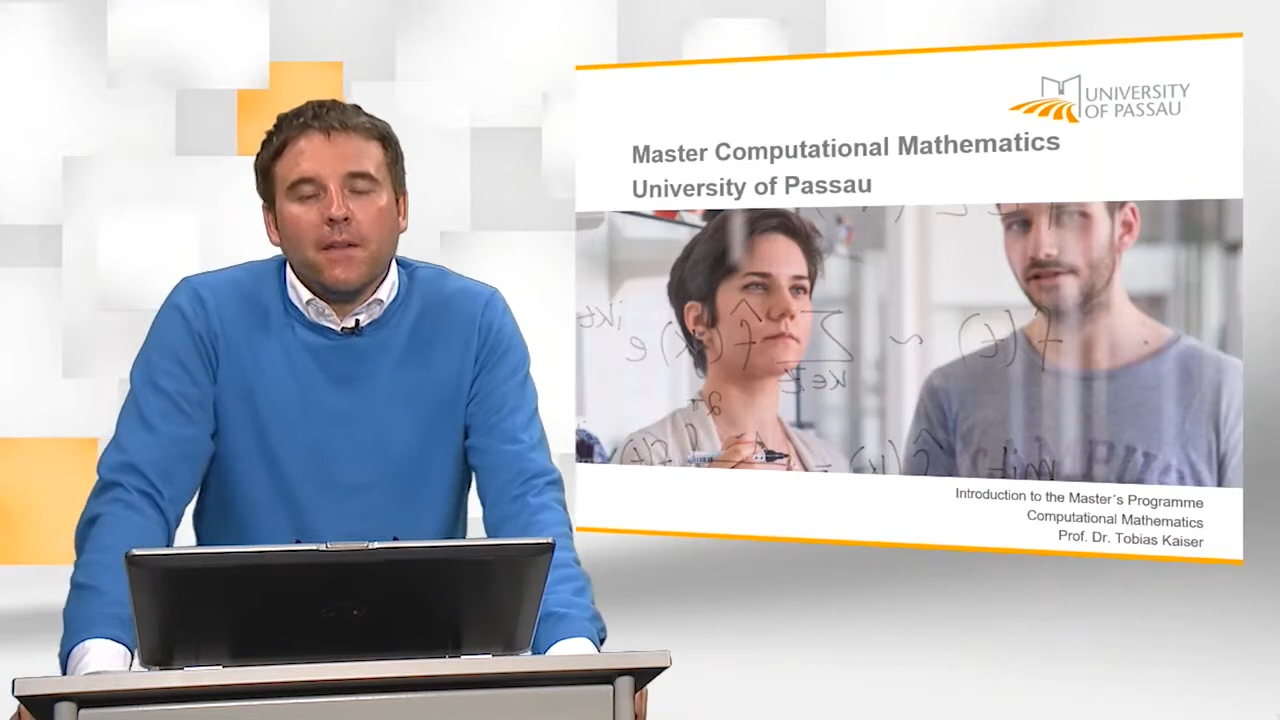 UNIVERSITY
OF PASSAU
Master Computational Mathematics
University of Passau
Introduction to the Master´s Programme
Computational Mathematics
Prof. Dr. Tobias Kaiser